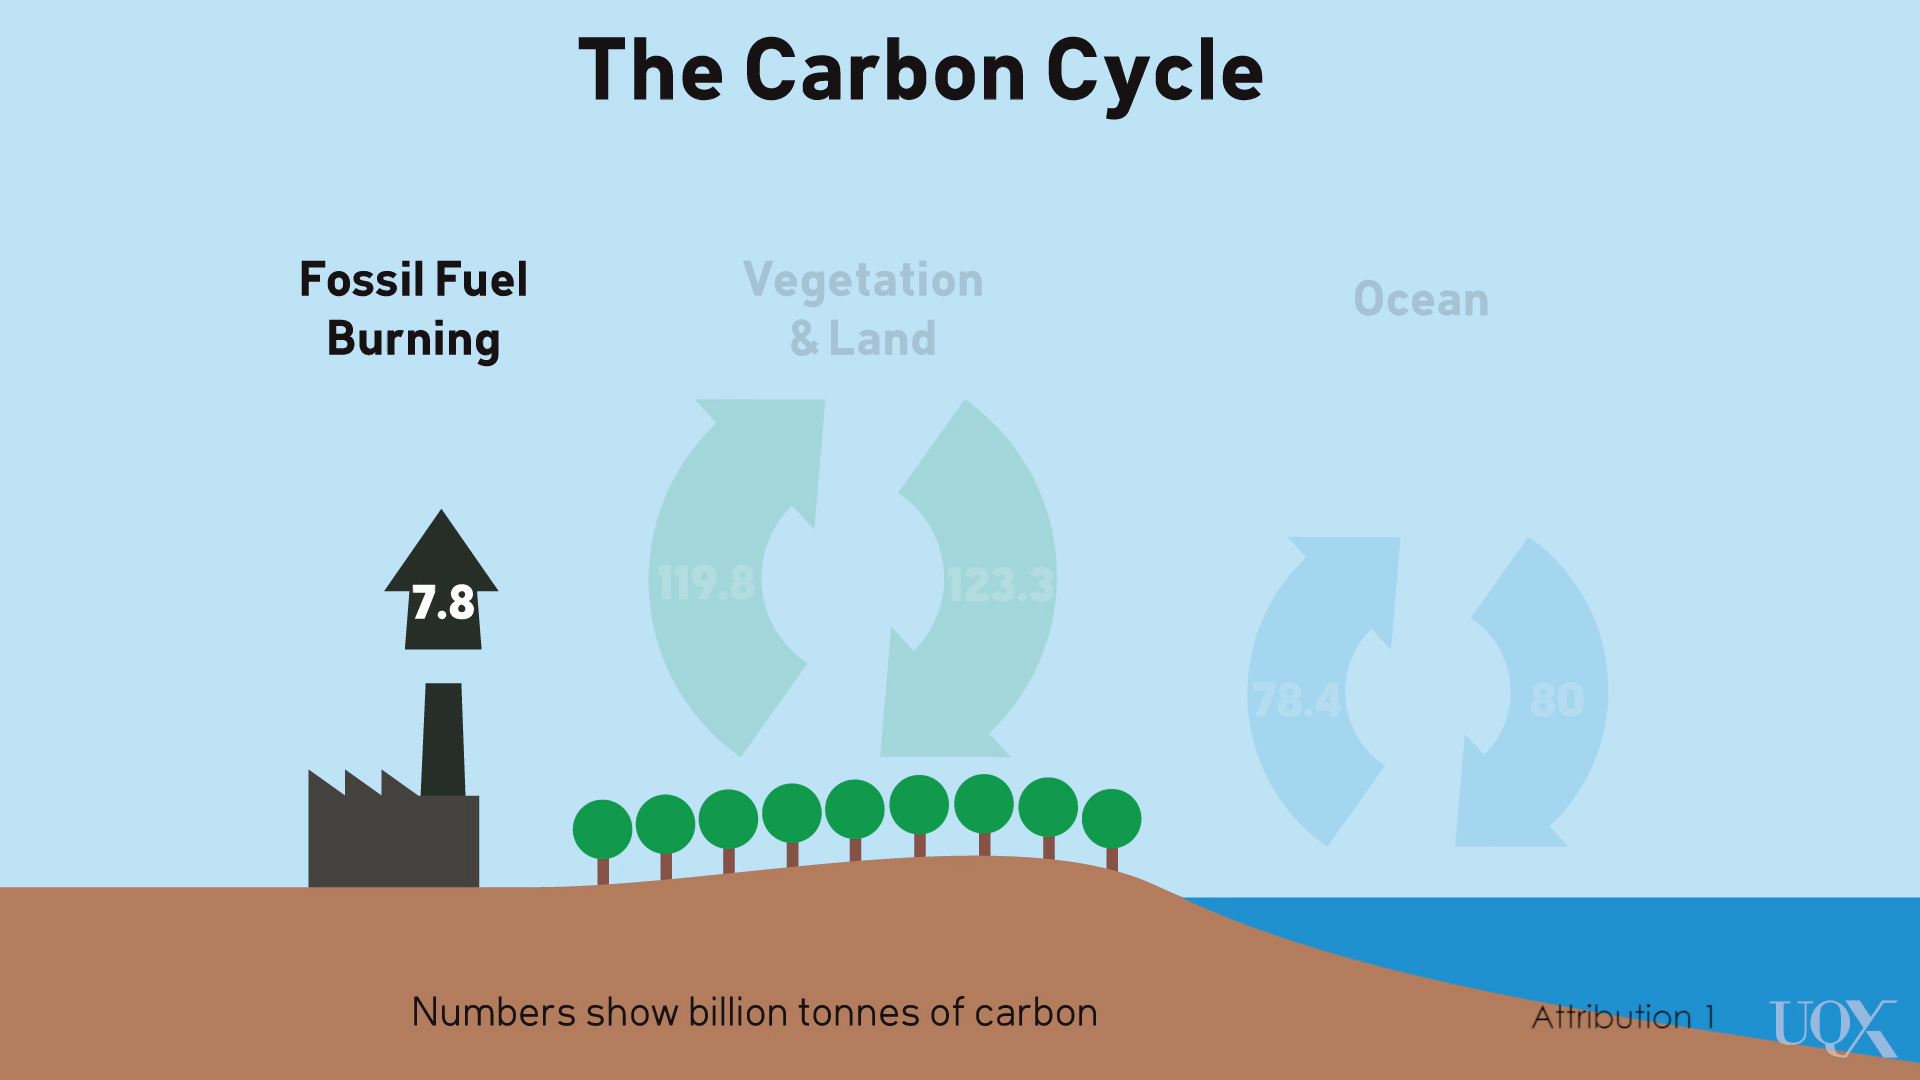 The Carbon Cycle
Fossil Fuel
Burning
Vegetation
& Land
Ocean
7.8
119.8
123.3
78.4
80
Numbers show billion tonnes of carbon
Attribution 1
UQX